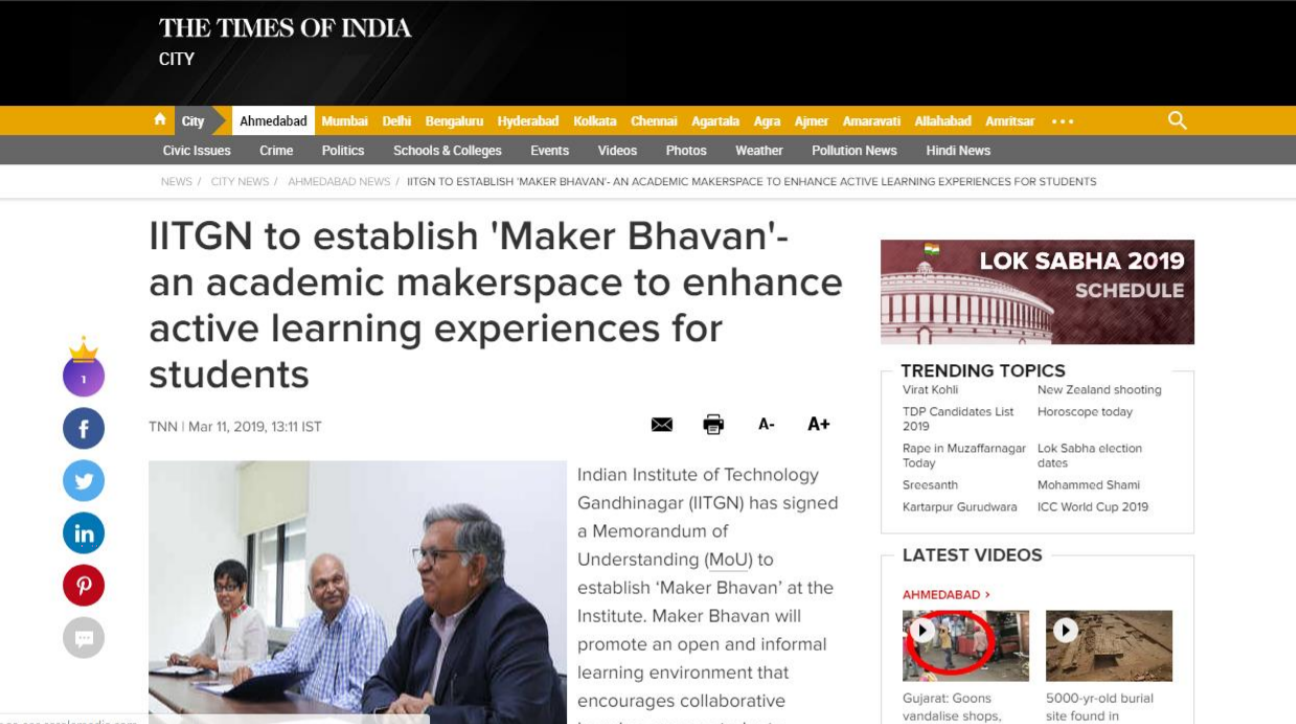 THE TIMES OF INDIA
CITY
City Ahmedabad Mumbai Delhi Bengaluru Hyderabad Kolkata Chennai Agartala Agra Ajmer Amaravati Allahabad Amritsar ...
Civic Issues Crime Politics Schools & Colleges Events Videos Photos Weather Pollution News Hindi News
NEWS / CITY NEWS / AHMEDABAD NEWS / IITGN TO ESTABLISH 'MAKER BHAVAN'- AN ACADEMIC MAKERSPACE TO ENHANCE ACTIVE LEARNING EXPERIENCES FOR STUDENTS
IITGN to establish 'Maker Bhavan'-
an academic makerspace to enhance
active learning experiences for
students
TNN | Mar 11, 2019, 13:11 IST
A- A+
1
f
in
Indian Institute of Technology
Gandhinagar (IITGN) has signed
a Memorandum of
Understanding (MoU) to
establish ‘Maker Bhavan’ at the
Institute. Maker Bhavan will
promote an open and informal
learning environment that
encourages collaborative
LOK SABHA 2019
SCHEDULE
TRENDING TOPICS
Virat Kohli New Zealand shooting
TDP Candidates List Horoscope today
2019
Rape in Muzaffarnagar Lok Sabha election
Today dates
Sreesanth Mohammed Shami
Kartarpur Gurudwara ICC World Cup 2019
LATEST VIDEOS
AHMEDABAD >
Gujarat: Goons 5000-yr-old burial
vandalise shops, site found in